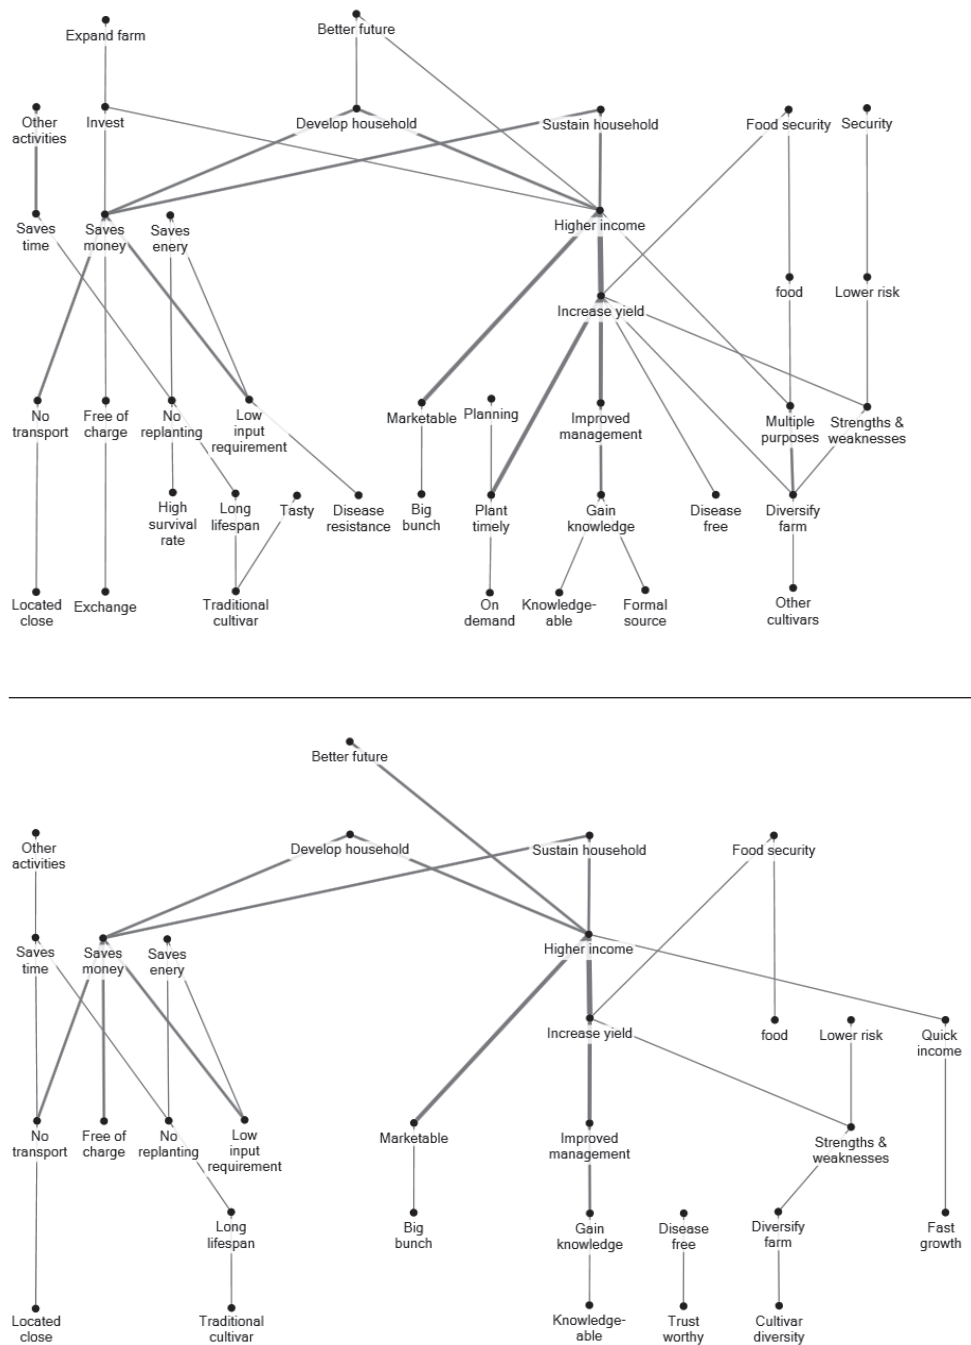 Expand farm
Better future
Other
activities
Invest
Develop household
Sustain household
Food security
Security
Saves
time
Saves
money
Saves
enery
Higher income
Increase yield
food
Lower risk
No
transport
Free of
charge
No
replanting
Low
input
requirement
Marketable
Planning
Improved
management
Multiple
purposes
Strengths &
weaknesses
High
survival
rate
Long
lifespan
Tasty
Disease
resistance
Big
bunch
Plant
timely
Gain
knowledge
Disease
free
Diversify
farm
Located
close
Exchange
Traditional
cultivar
On
demand
Knowledge-
able
Formal
source
Other
cultivars
Better future
Other
activities
Develop household
Sustain household
Food security
Saves
time
Saves
money
Saves
enery
Higher income
Increase yield
food
Lower risk
Quick
income
No
transport
Free of
charge
No
replanting
Low
input
requirement
Marketable
Improved
management
Strengths &
weaknesses
Long
lifespan
Big
bunch
Gain
knowledge
Disease
free
Diversify
farm
Fast
growth
Located
close
Traditional
cultivar
Knowledge-
able
Trust
worthy
Cultivar
diversity